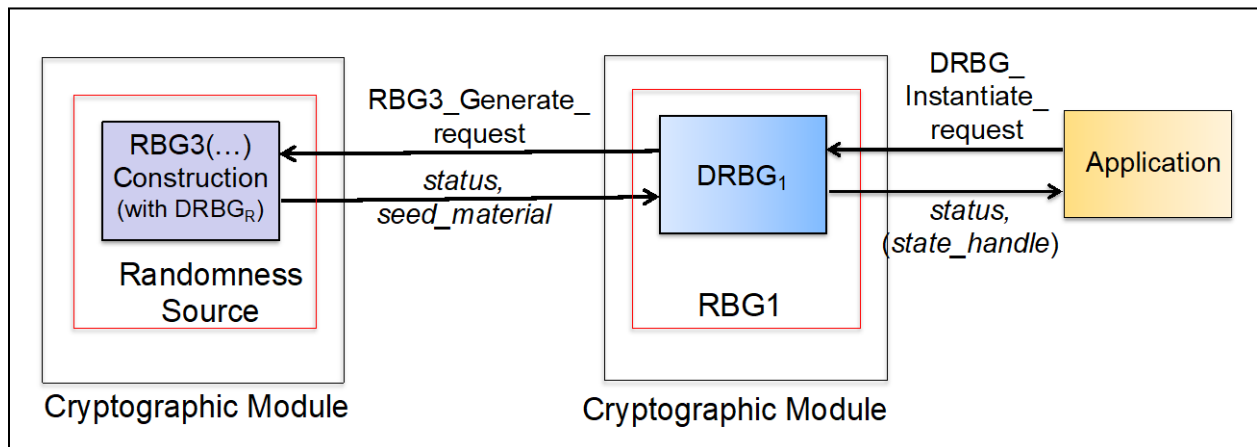 RBG3(…)
Construction
(with DRBG_R)
Randomness
Source
Cryptographic Module
RBG3_Generate_
request
status,
seed_material
DRBG₁
RBG1
Cryptographic Module
DRBG_
Instantiate_
request
status,
(state_handle)
Application